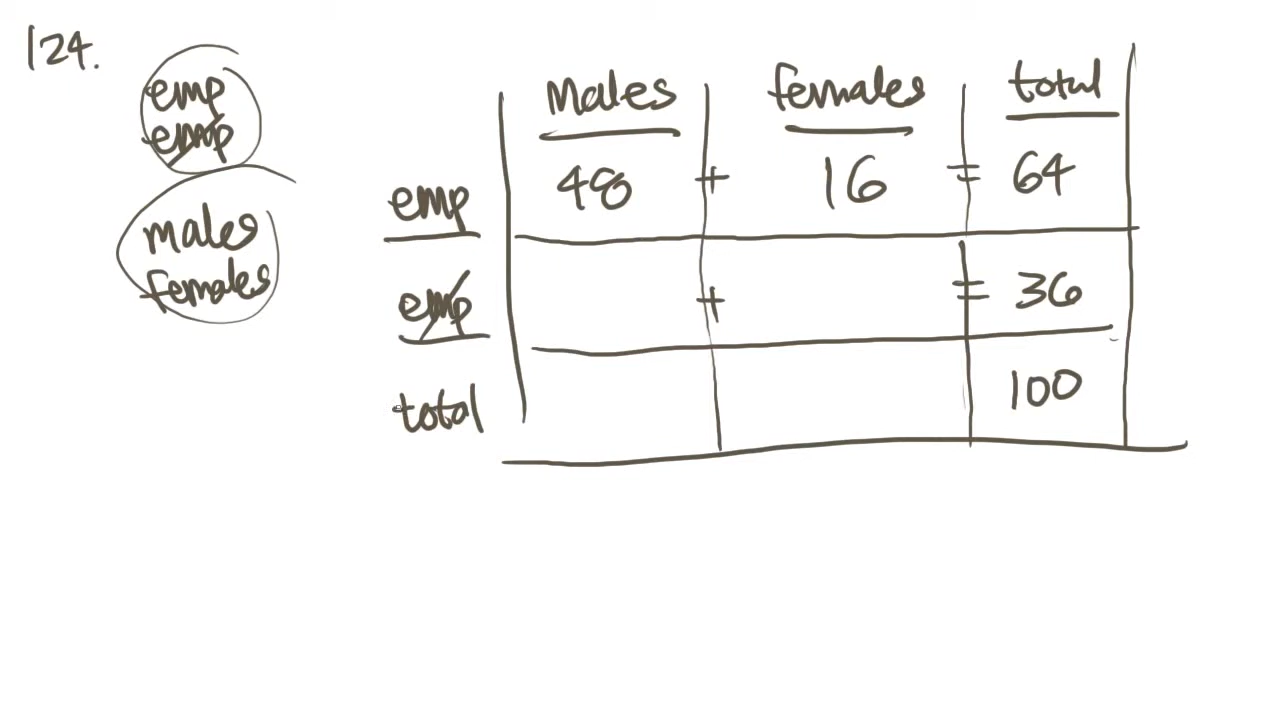 124.
emp
emp
males
females
Males females total
emp 48 + 16 = 64
emp + = 36
total 100